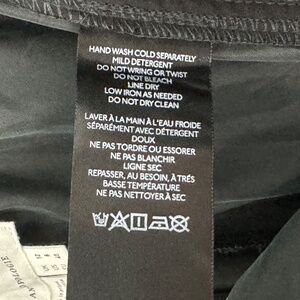 HAND WASH COLD SEPARATELY
MILD DETERGENT
DO NOT WRING OR TWIST
DO NOT BLEACH
LINE DRY
LOW IRON AS NEEDED
DO NOT DRY CLEAN
LAVER À LA MAIN À L'EAU FROIDE
SÉPARÉMENT AVEC DÉTERGENT
DOUX
NE PAS TORDRE OU ESSORER
NE PAS BLANCHIR
LIGNE SEC
REPASSER, AU BESOIN, À TRÉS
BASSE TEMPÉRATURE
NE PAS NETTOYER À SEC